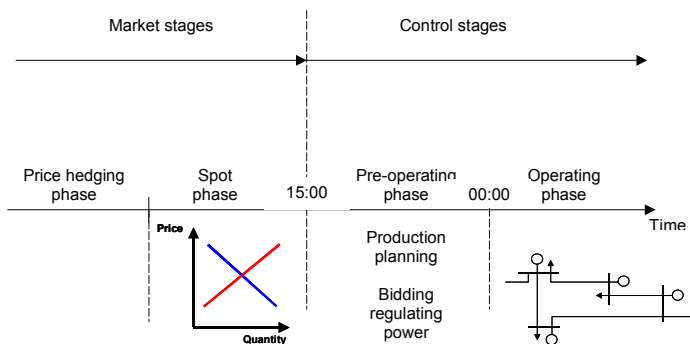 Market stages
Control stages
Price hedging
phase
Spot
phase
15:00
Pre-operating
phase
00:00
Operating
phase
Time
Price
Quantity
Production
planning
Bidding
regulating
power